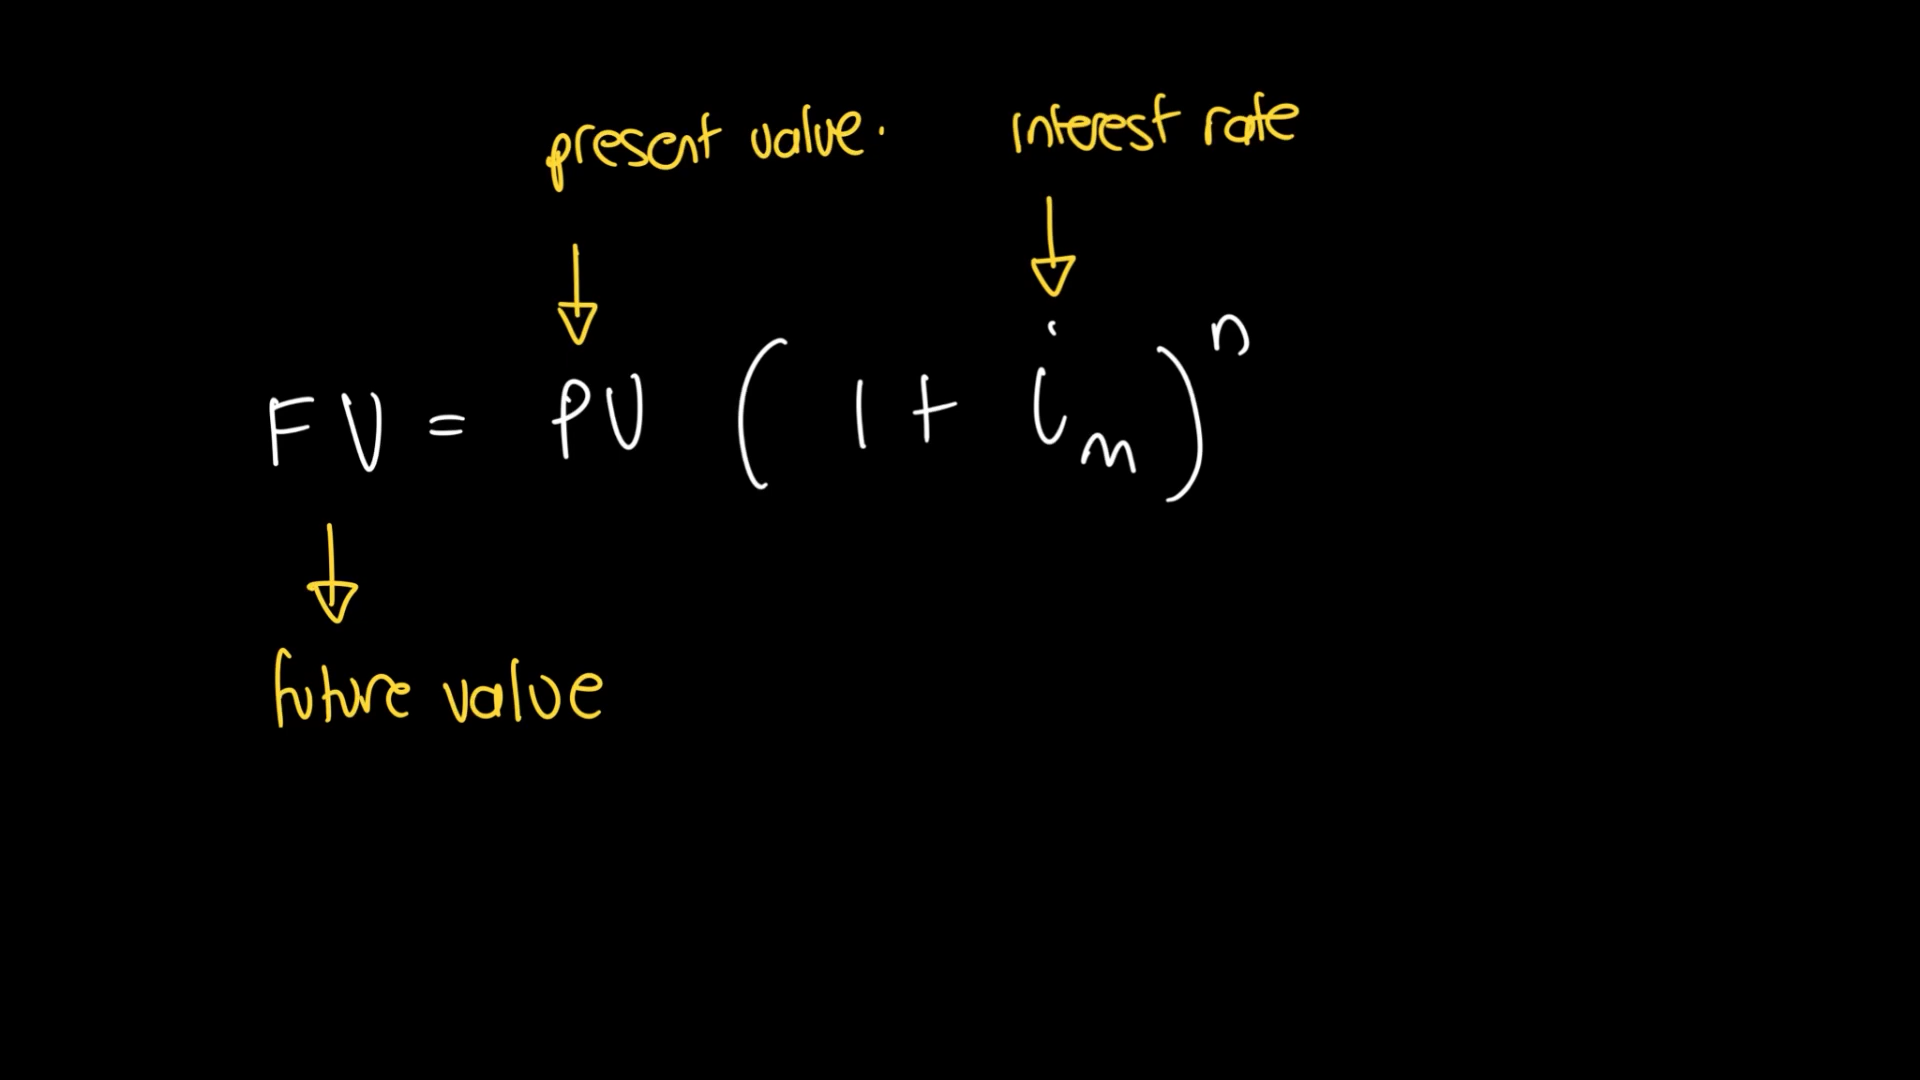 present value. interest rate
FV = PV ( 1 + i_m )^n
future value